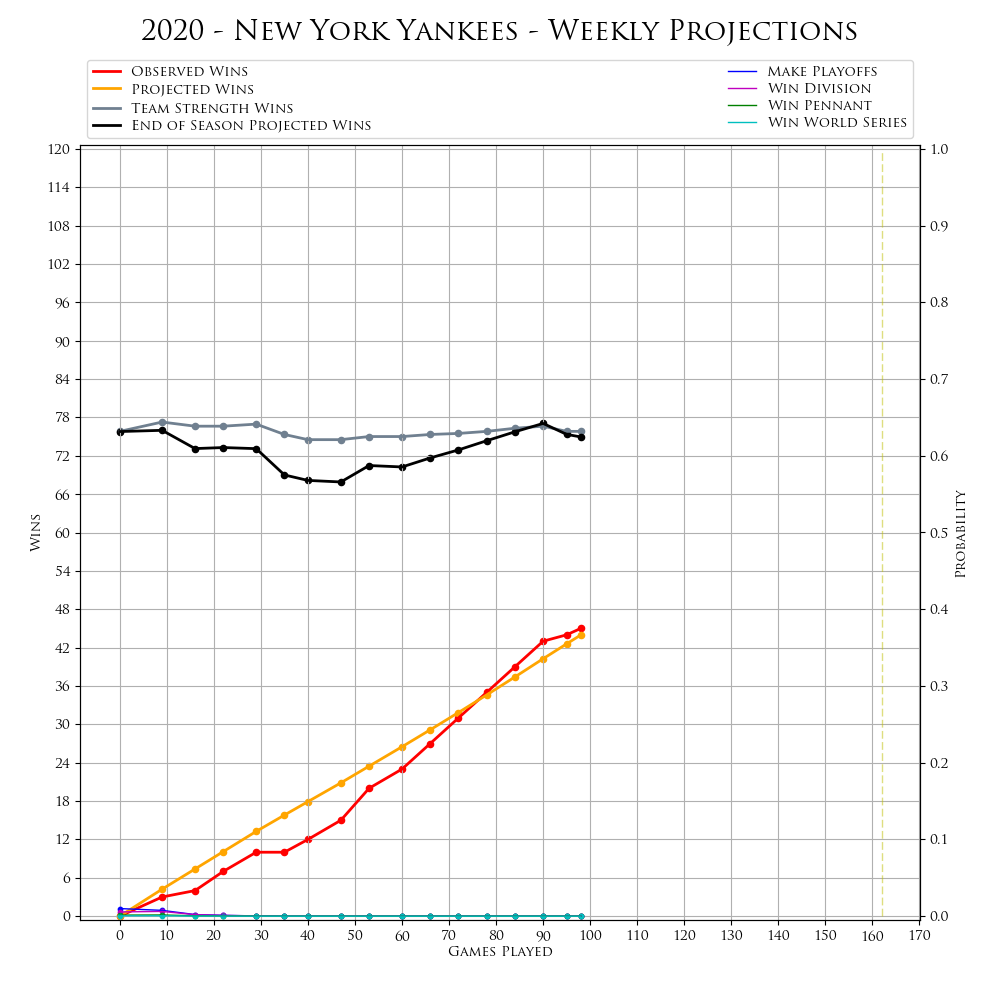 2020 - New York Yankees - Weekly Projections
Observed Wins
Projected Wins
Team Strength Wins
End of Season Projected Wins
Make Playoffs
Win Division
Win Pennant
Win World Series
120
114
108
102
96
90
84
78
72
66
60
54
48
42
36
30
24
18
12
6
0
Wins
1.0
0.9
0.8
0.7
0.6
0.5
0.4
0.3
0.2
0.1
0.0
Probability
0 10 20 30 40 50 60 70 80 90 100 110 120 130 140 150 160 170
Games Played